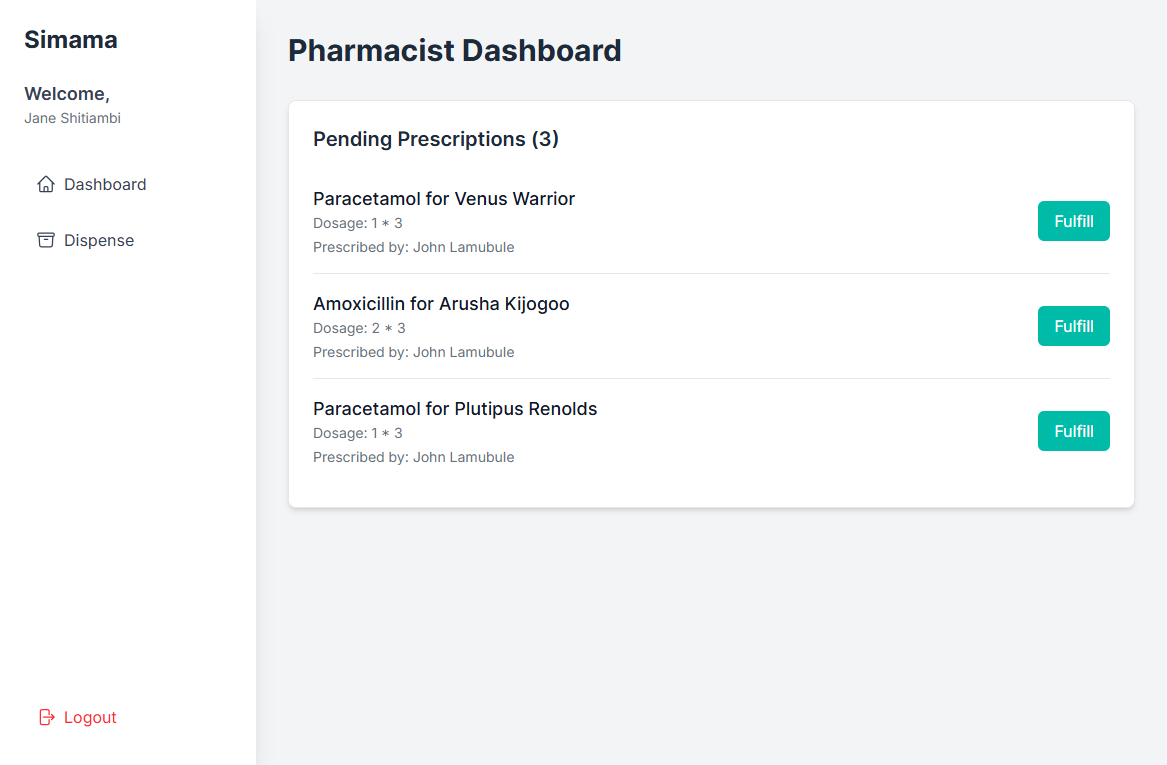 Simama
Welcome,
Jane Shitiambi
Dashboard
Dispense
Logout
Pharmacist Dashboard
Pending Prescriptions (3)
Paracetamol for Venus Warrior
Dosage: 1 * 3
Prescribed by: John Lamubule
Fulfill
Amoxicillin for Arusha Kijogoo
Dosage: 2 * 3
Prescribed by: John Lamubule
Fulfill
Paracetamol for Plutipus Renolds
Dosage: 1 * 3
Prescribed by: John Lamubule
Fulfill